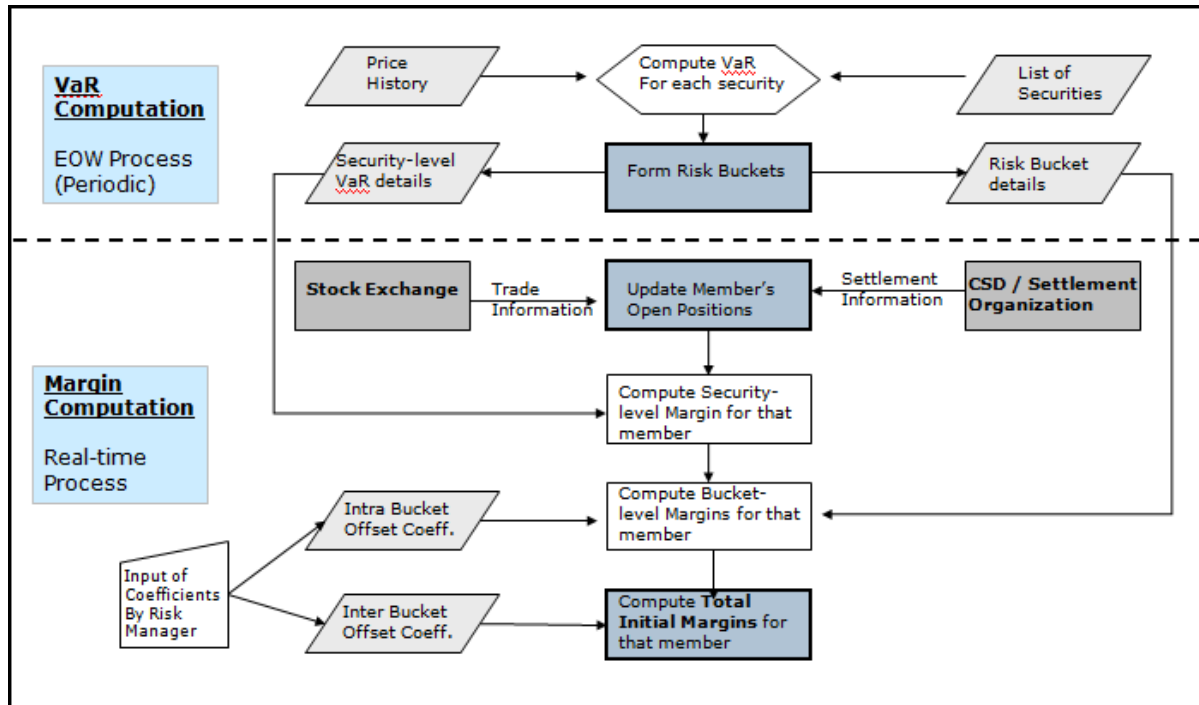 Price
History
Compute VaR
For each security
List of
Securities
VaR
Computation
EOW Process
(Periodic)
Security-level
VaR details
Form Risk Buckets
Risk Bucket
details
Stock Exchange
Trade
Information
Update Member’s
Open Positions
Settlement
Information
CSD / Settlement
Organization
Margin
Computation
Real-time
Process
Compute Security-
level Margin for that
member
Intra Bucket
Offset Coeff.
Compute Bucket-
level Margins for that
member
Input of
Coefficients
By Risk
Manager
Inter Bucket
Offset Coeff.
Compute Total
Initial Margins for
that member